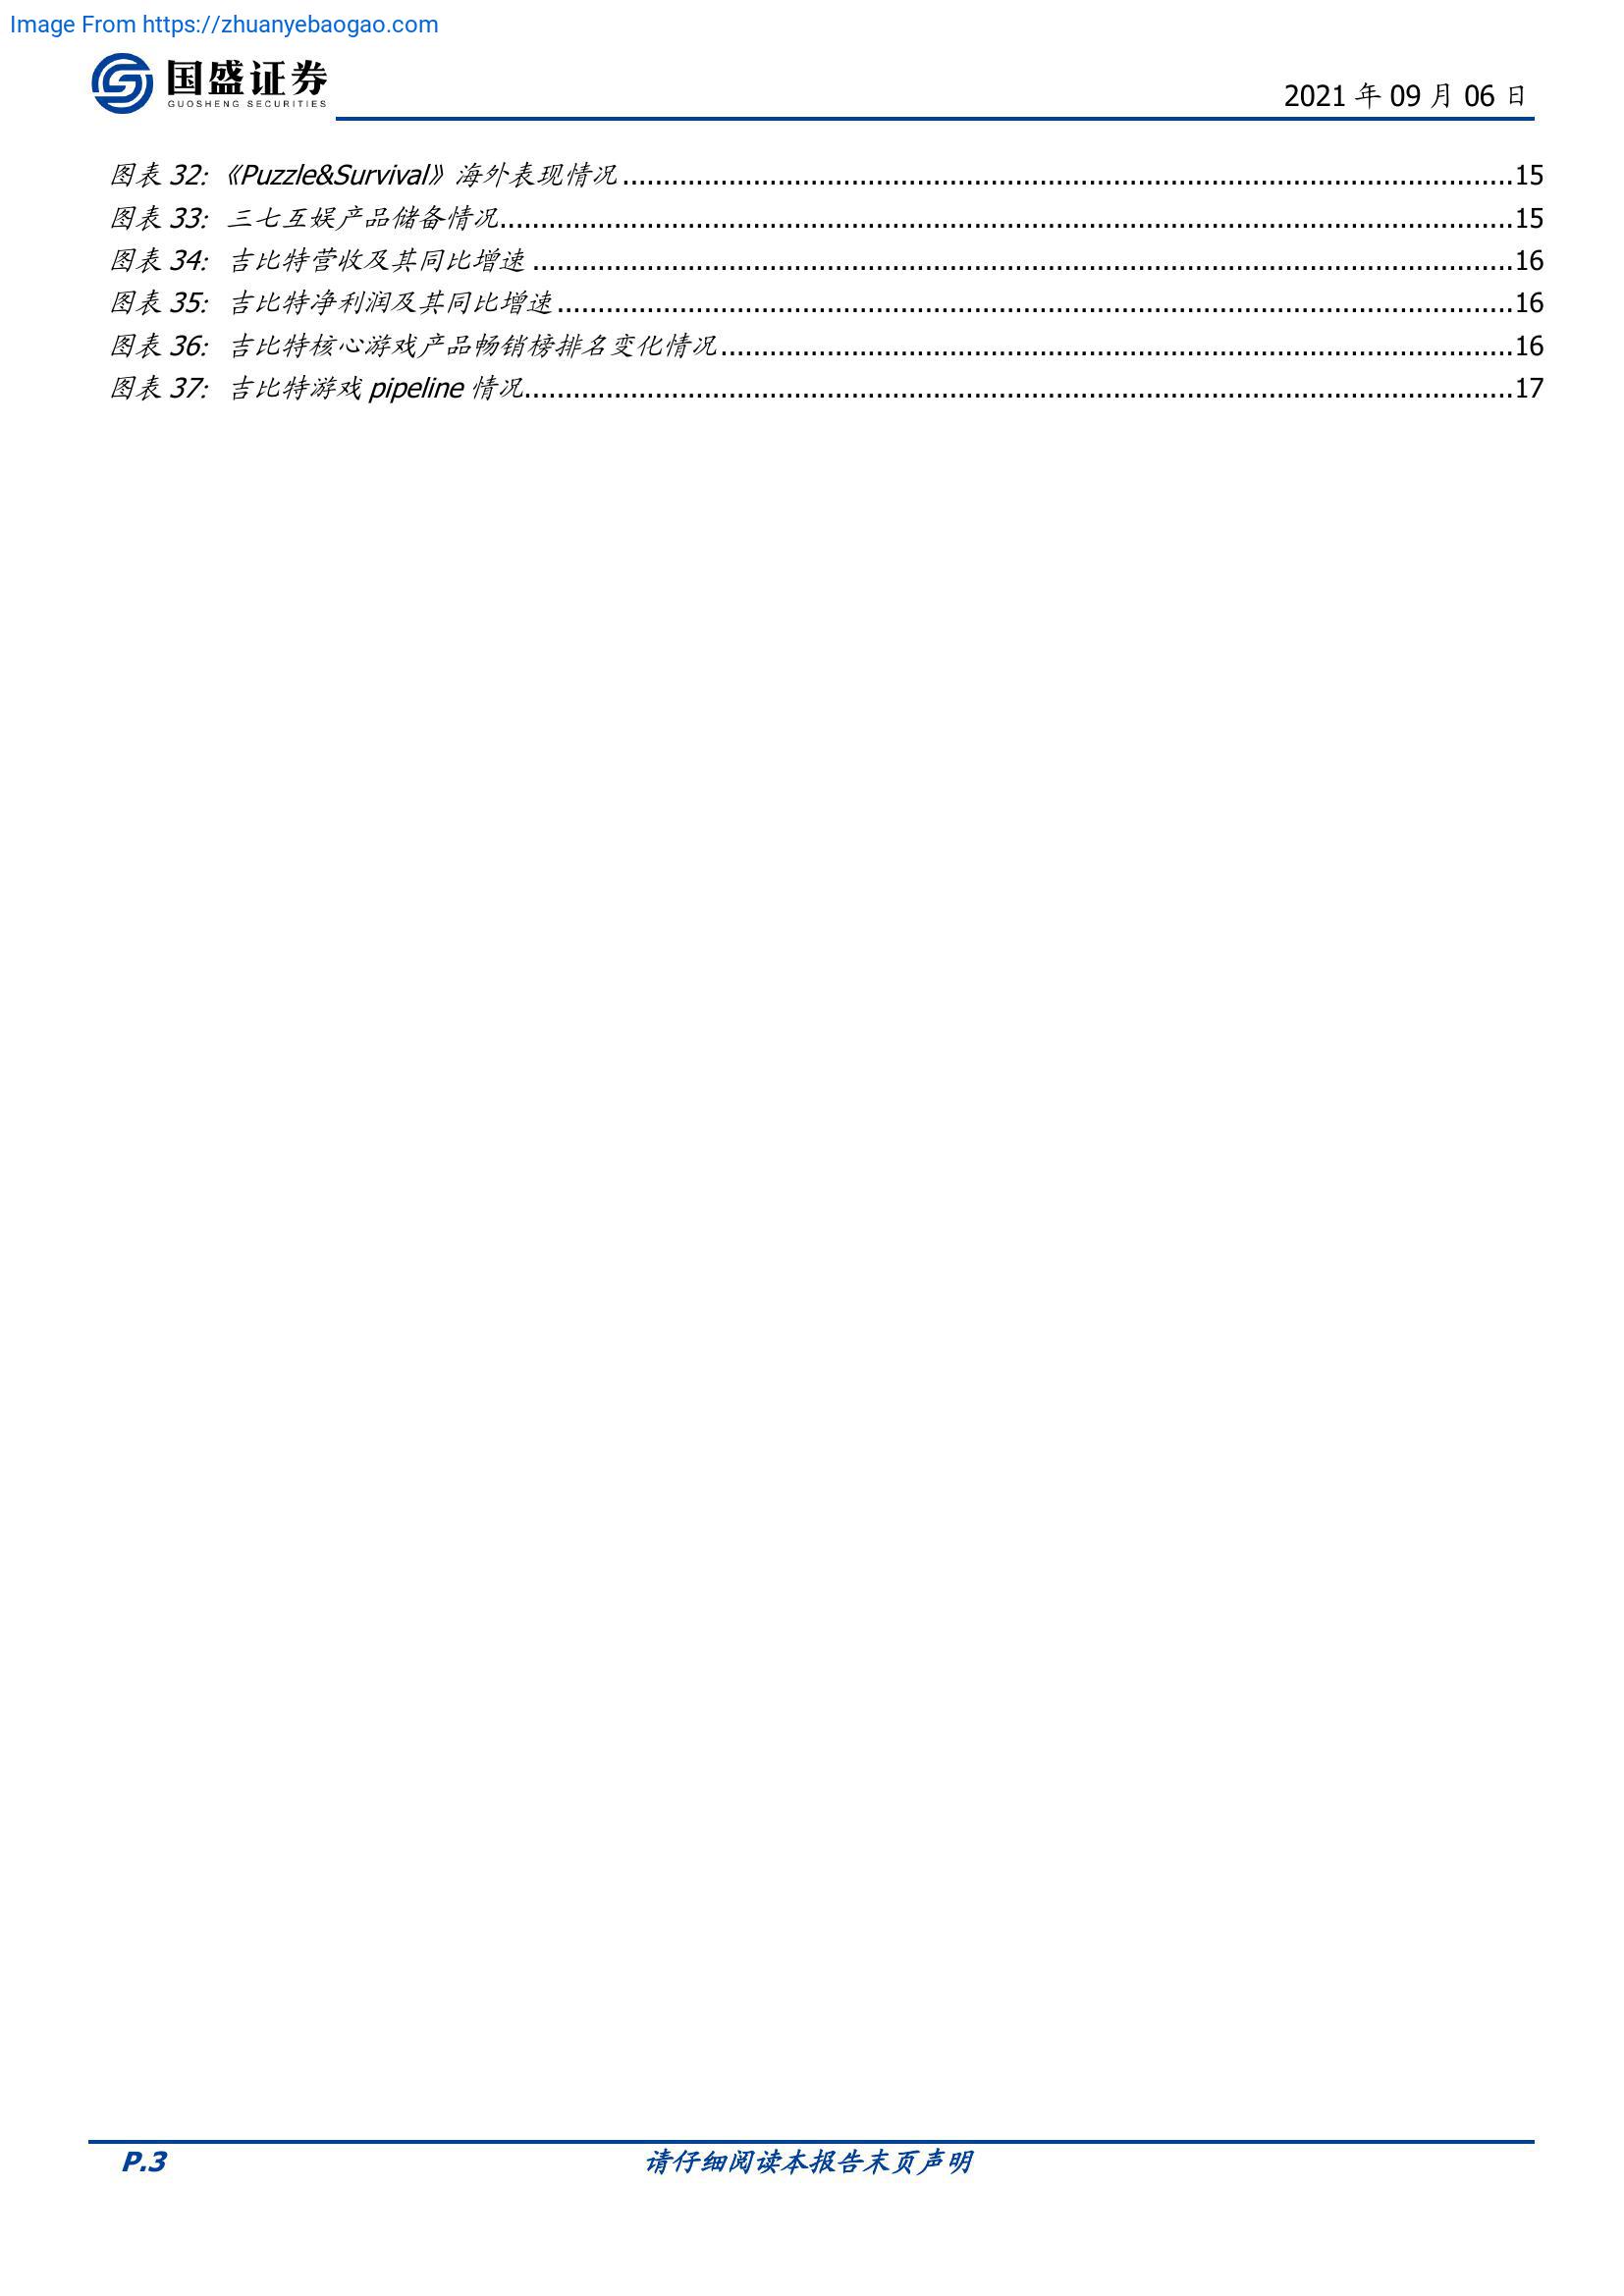 Image From https://zhuanyebaogao.com
国盛证券
GUOSHENG SECURITIES
2021 年 09 月 06 日
图表 32:《Puzzle&Survival》海外表现情况........................................15
图表 33: 三七互娱产品储备情况........................................15
图表 34: 吉比特营收及其同比增速........................................16
图表 35: 吉比特净利润及其同比增速........................................16
图表 36: 吉比特核心游戏产品畅销榜排名变化情况........................................16
图表 37: 吉比特游戏 pipeline 情况........................................17
P.3
请仔细阅读本报告末页声明